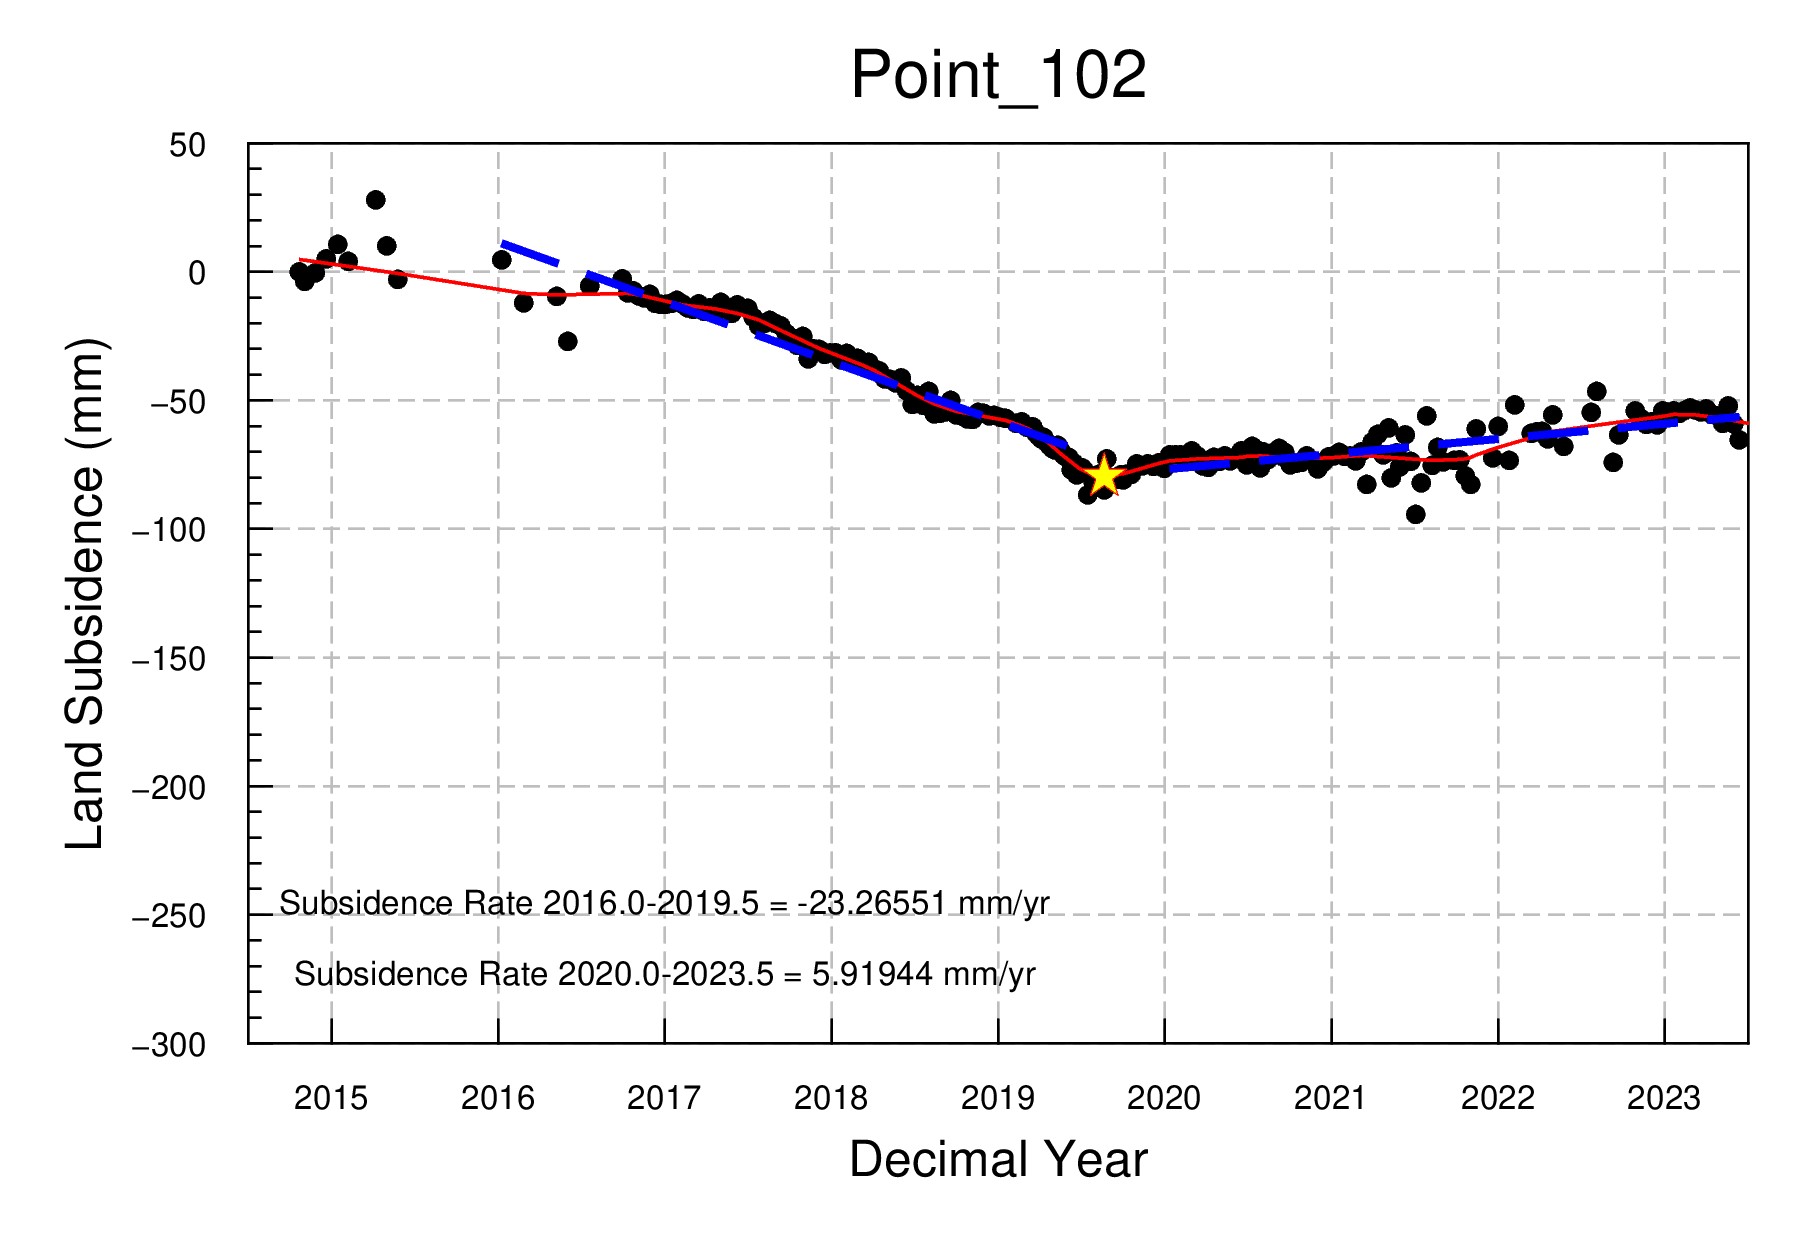 Point_102
50
0
−50
−100
−150
−200
−250
−300
Land Subsidence (mm)
Subsidence Rate 2016.0-2019.5 = -23.26551 mm/yr
Subsidence Rate 2020.0-2023.5 = 5.91944 mm/yr
2015 2016 2017 2018 2019 2020 2021 2022 2023
Decimal Year